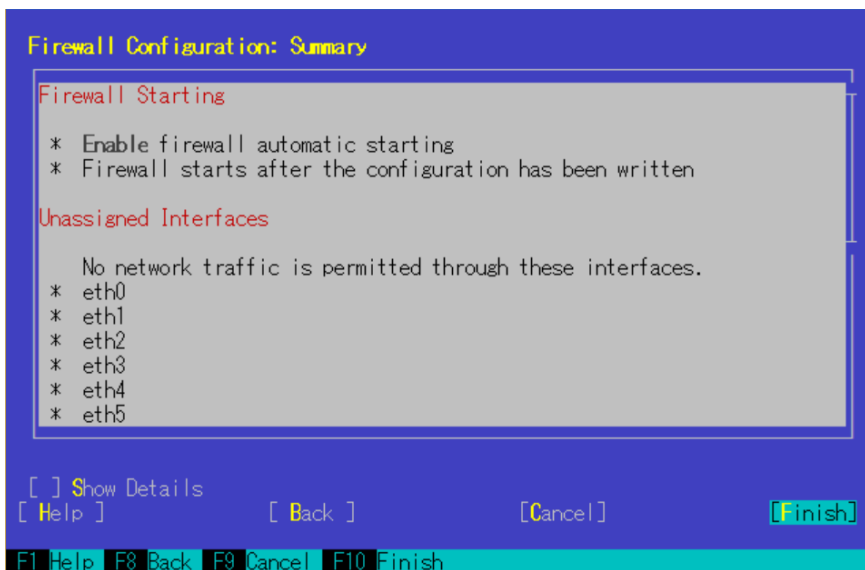 Firewall Configuration: Summary
Firewall Starting
* Enable firewall automatic starting
* Firewall starts after the configuration has been written
Unassigned Interfaces
No network traffic is permitted through these interfaces.
* eth0
* eth1
* eth2
* eth3
* eth4
* eth5
[ ] Show Details
[ Help ] [ Back ] [Cancel] [Finish]
F1 Help F8 Back F9 Cancel F10 Finish